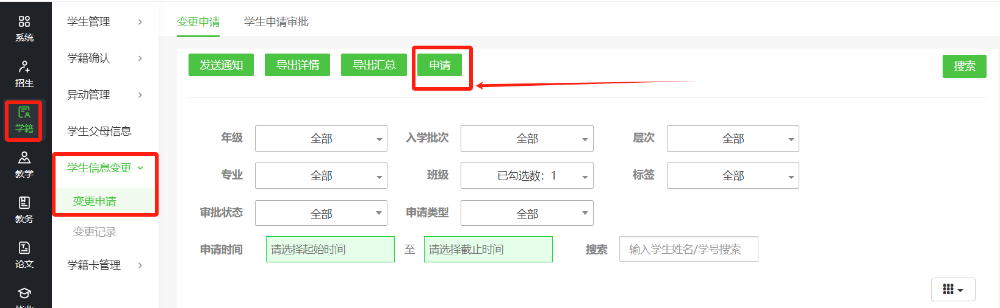 系统
招生
学籍
教学
教务
论文
毕业
学生管理
学籍确认
异动管理
学生父母信息
学生信息变更
变更申请
变更记录
学籍卡管理
变更申请 学生申请审批
发送通知 导出详情 导出汇总 申请 搜索
年级 全部 入学批次 全部 层次 全部
专业 全部 班级 已勾选数：1 标签 全部
审批状态 全部 申请类型 全部
申请时间 请选择起始时间 至 请选择截止时间 搜索 输入学生姓名/学号搜索